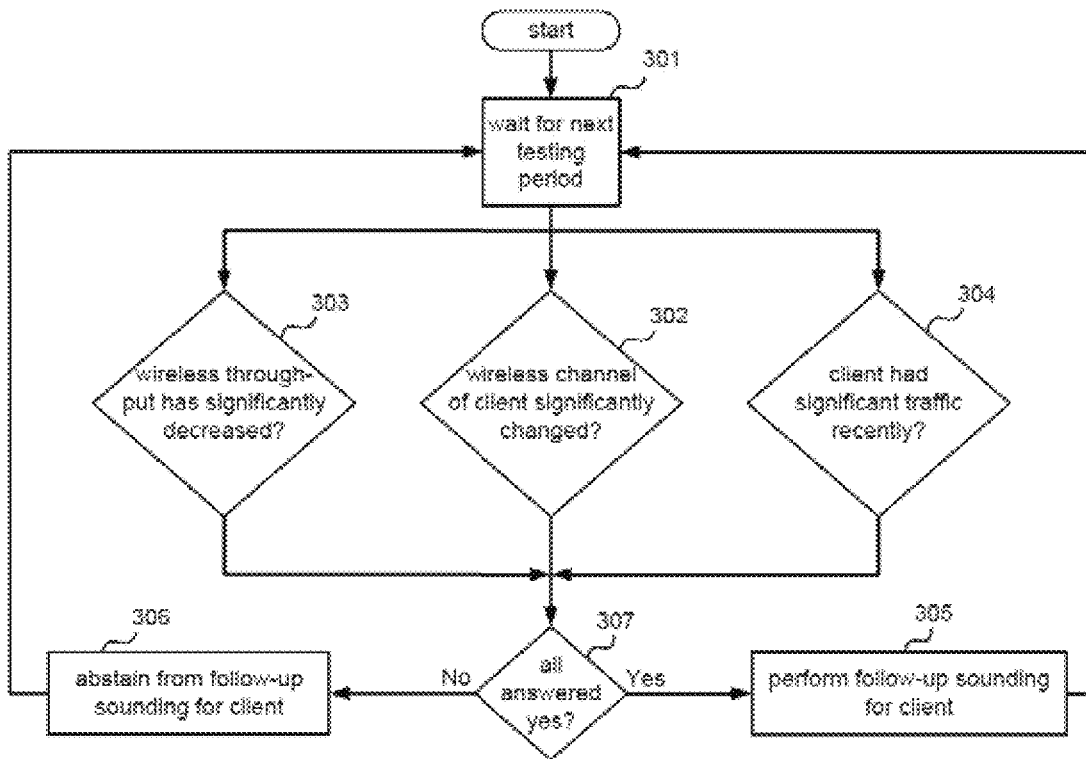 start
301
wait for next
testing
period
303
wireless through-
put has significantly
decreased?
302
wireless channel
of client significantly
changed?
304
client had
significant traffic
recently?
306
abstain from follow-up
sounding for client
307
No
all
answered
yes?
Yes
305
perform follow-up sounding
for client